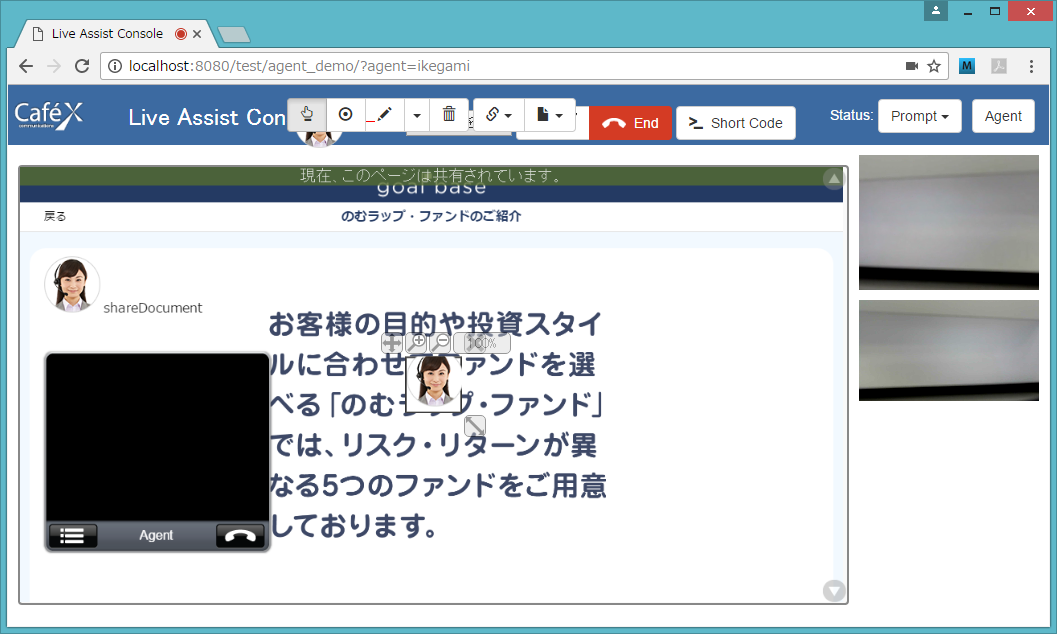 Live Assist Console
localhost:8080/test/agent_demo/?agent=ikegami
CaféX
communications
Live Assist Con
End
Short Code
Status:
Prompt
Agent
現在、このページは共有されています。
goal base
戻る
のむラップ・ファンドのご紹介
shareDocument
お客様の目的や投資スタイ
100%
ルに合わせ ァンドを選
べる「のむラップ・ファンド」
では、リスク・リターンが異
なる5つのファンドをご用意
しております。
Agent